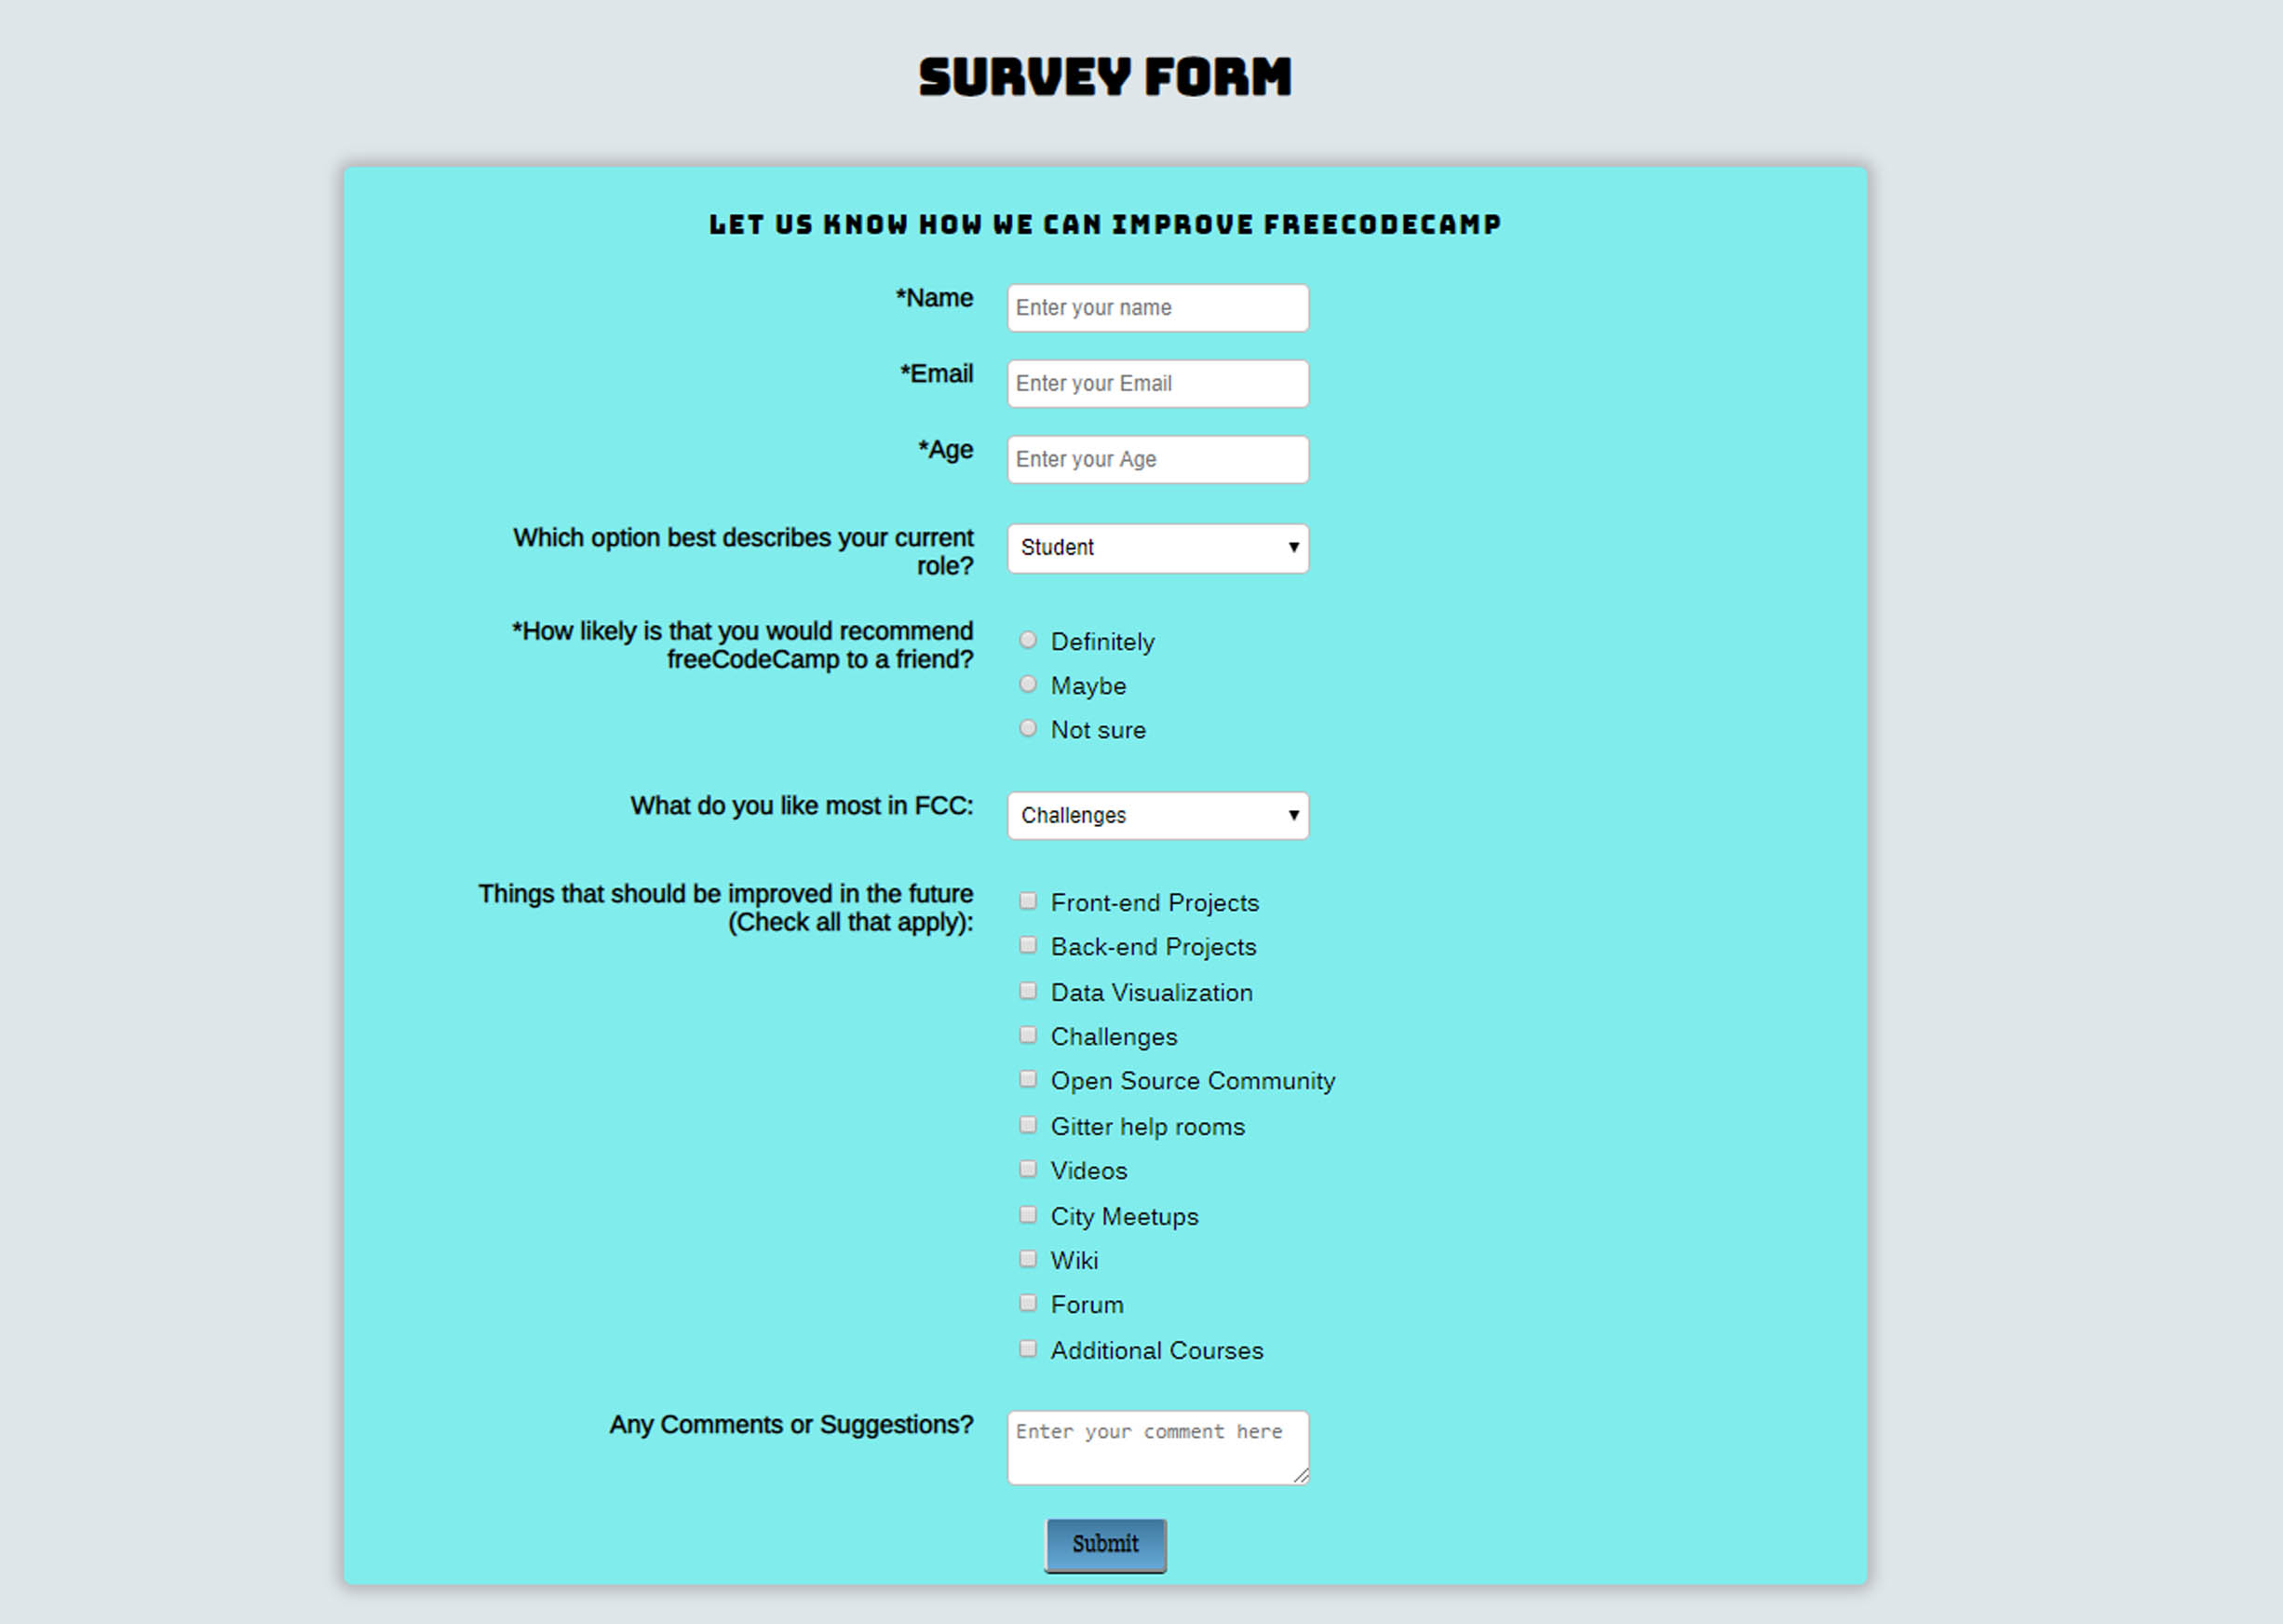 SURVEY FORM
LET US KNOW HOW WE CAN IMPROVE FREECODECAMP
*Name
Enter your name
*Email
Enter your Email
*Age
Enter your Age
Which option best describes your current
role?
Student
*How likely is that you would recommend
freeCodeCamp to a friend?
Definitely
Maybe
Not sure
What do you like most in FCC:
Challenges
Things that should be improved in the future
(Check all that apply):
Front-end Projects
Back-end Projects
Data Visualization
Challenges
Open Source Community
Gitter help rooms
Videos
City Meetups
Wiki
Forum
Additional Courses
Any Comments or Suggestions?
Enter your comment here
Submit